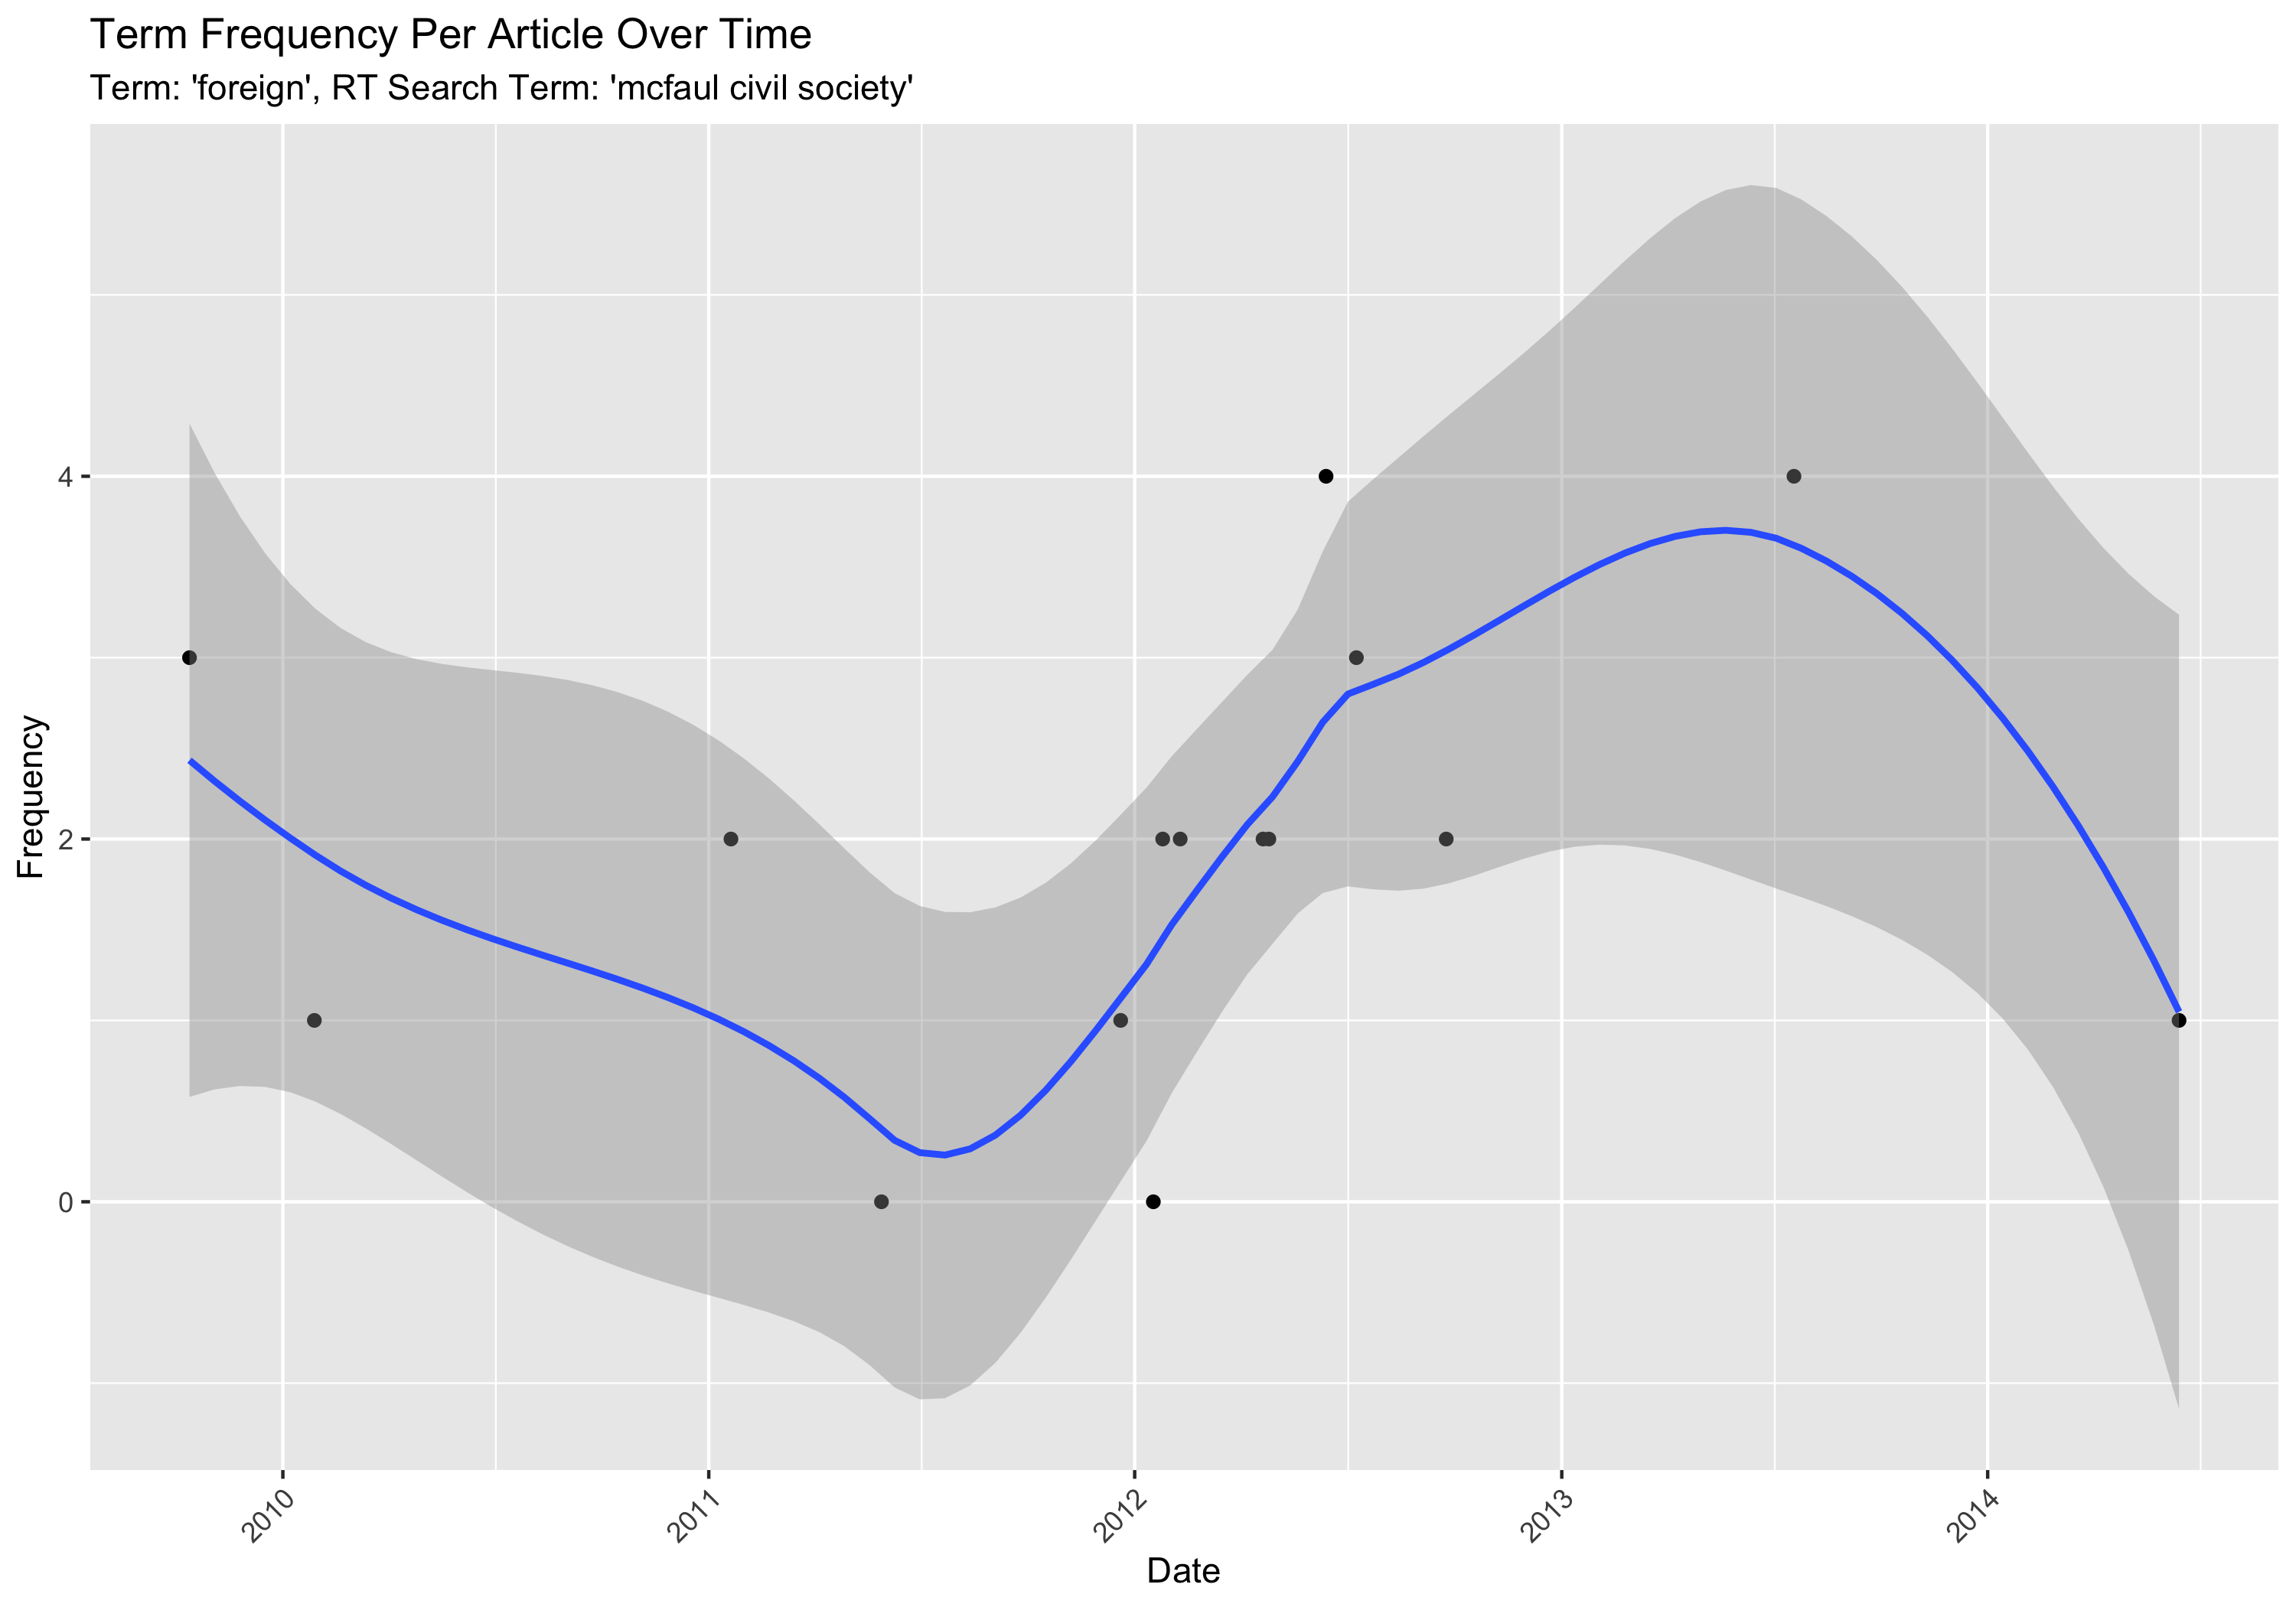 Term Frequency Per Article Over Time
Term: 'foreign', RT Search Term: 'mcfaul civil society'
Frequency
4
2
0
2010
2011
2012
2013
2014
Date